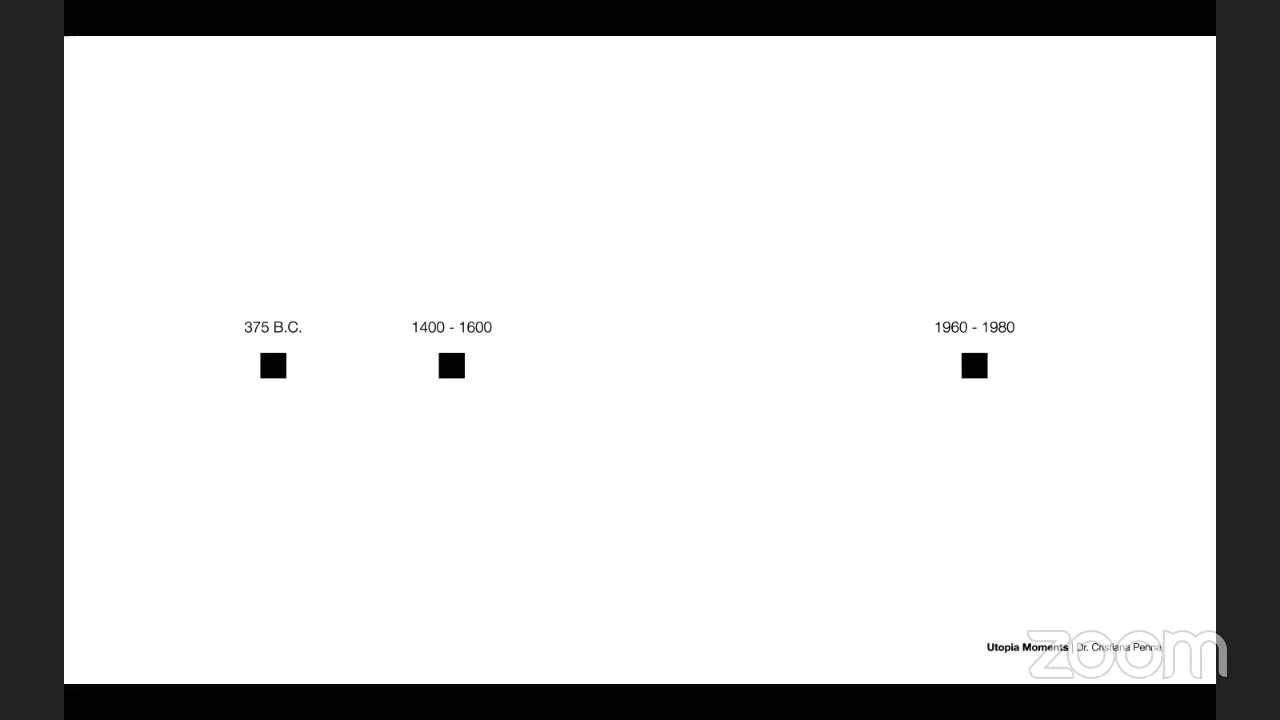 375 B.C.
1400 - 1600
1960 - 1980
Utopia Moments | Dr. Cristiana Penna
zoom